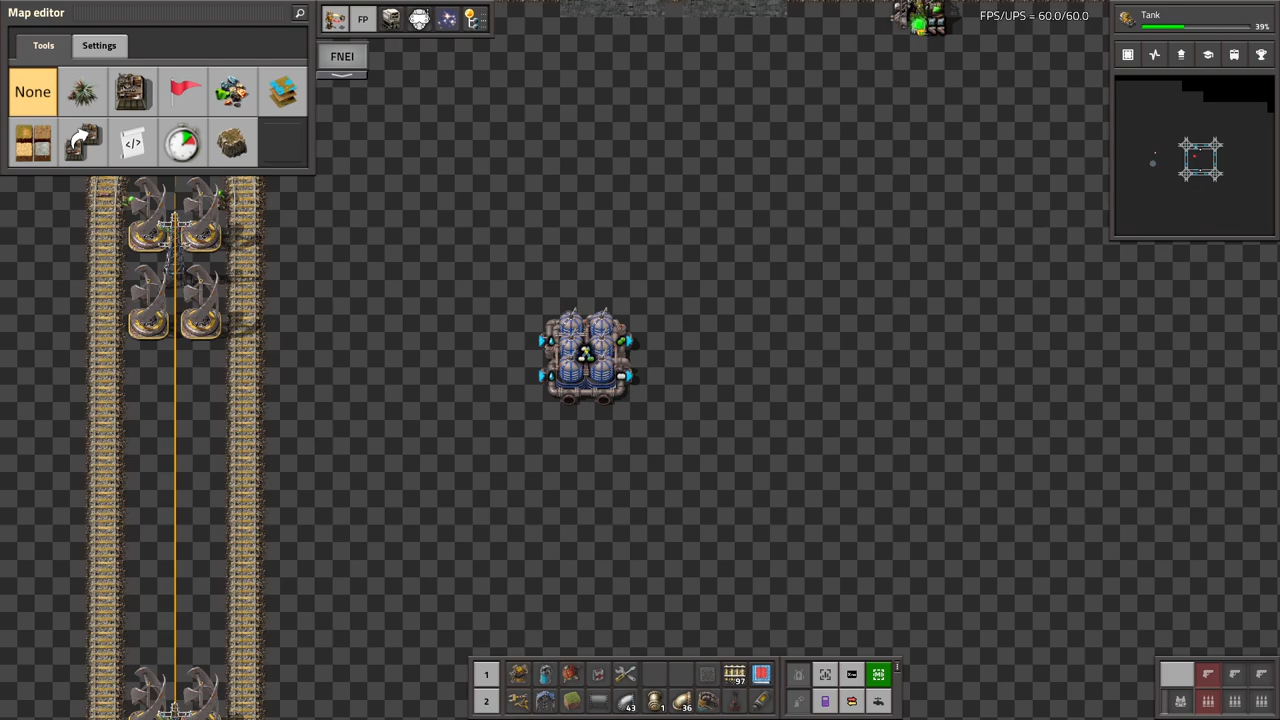 Map editor
FP
FPS/UPS = 60.0/60.0
Tank
39%
Tools
Settings
FNEI
None
</>
1
97
2
43
1
36